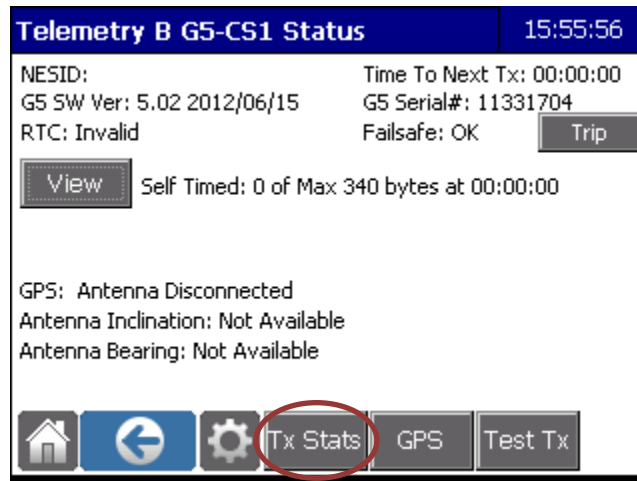 Telemetry B G5-CS1 Status 15:55:56
NESID: Time To Next Tx: 00:00:00
G5 SW Ver: 5.02 2012/06/15 G5 Serial#: 11331704
RTC: Invalid Failsafe: OK Trip
View Self Timed: 0 of Max 340 bytes at 00:00:00
GPS: Antenna Disconnected
Antenna Inclination: Not Available
Antenna Bearing: Not Available
Tx Stats GPS Test Tx